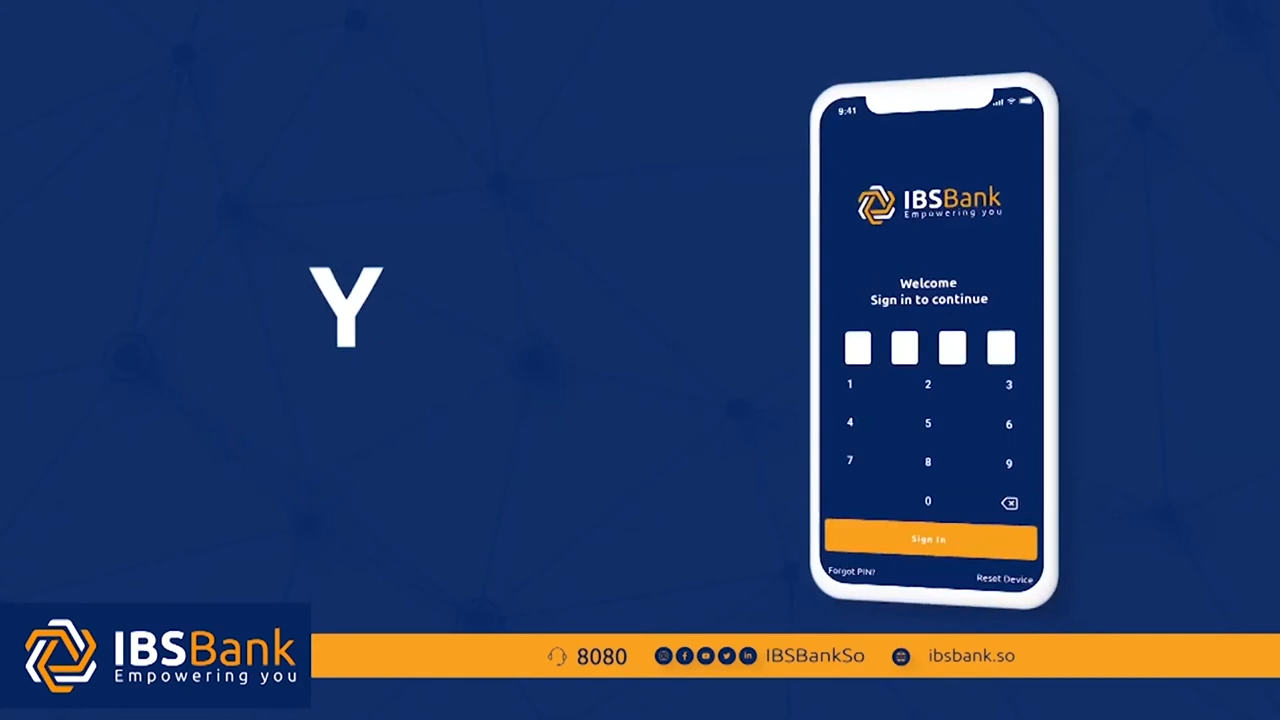 Y
9:41
IBSBank
Empowering you
Welcome
Sign in to continue
1 2 3
4 5 6
7 8 9
0
Sign In
Forgot PIN? Reset Device
IBSBank
Empowering you
8080 IBSBankSo ibsbank.so